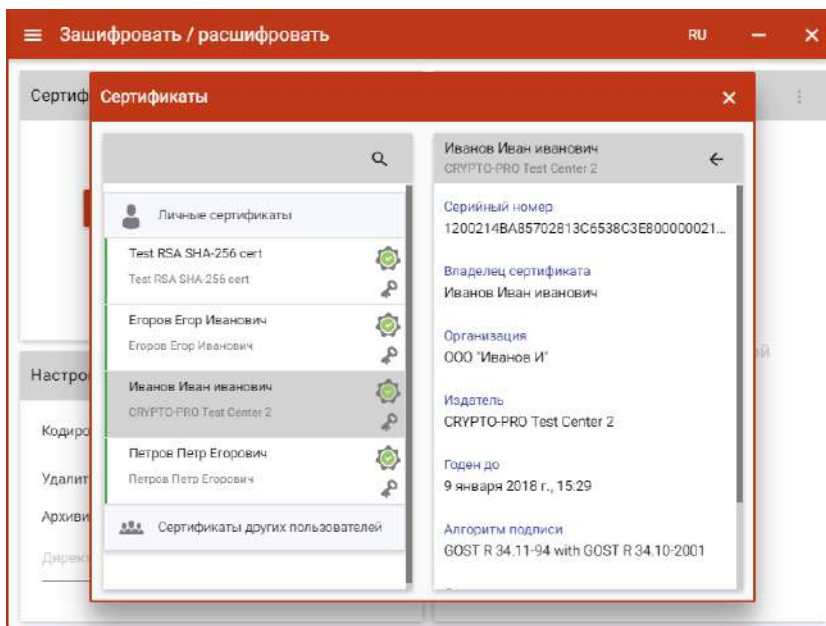 Зашифровать / расшифровать
RU
Сертиф
Сертификаты
Личные сертификаты
Test RSA SHA-256 cert
Test RSA SHA-256 cert
Егоров Егор Иванович
Егоров Егор Иванович
Иванов Иван иванович
CRYPTO-PRO Test Center 2
Петров Петр Егорович
Петров Петр Егорович
Сертификаты других пользователей
Иванов Иван иванович
CRYPTO-PRO Test Center 2
Серийный номер
1200214BA85702813C6538C3E800000021...
Владелец сертификата
Иванов Иван иванович
Организация
ООО "Иванов И"
Издатель
CRYPTO-PRO Test Center 2
Годен до
9 января 2018 г., 15:29
Алгоритм подписи
GOST R 34.11-94 with GOST R 34.10-2001
Настро
Кодиро
Удалит
Архиви
Дирек
ой